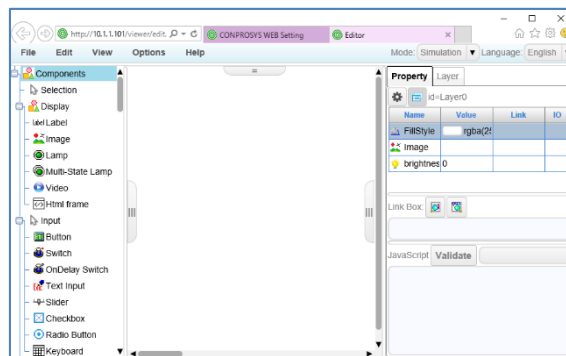 http://10.1.1.101/viewer/edit.
CONPROSYS WEB Setting
Editor
File Edit View Options Help
Mode: Simulation Language: English
Components
Selection
Display
Label Label
Image
Lamp
Multi-State Lamp
Video
Html frame
Input
Button
Switch
OnDelay Switch
Text Input
Slider
Checkbox
Radio Button
Keyboard
Property Layer
id=Layer0
Name Value Link IO
FillStyle rgba(25
Image
brightnes 0
Link Box:
JavaScript Validate